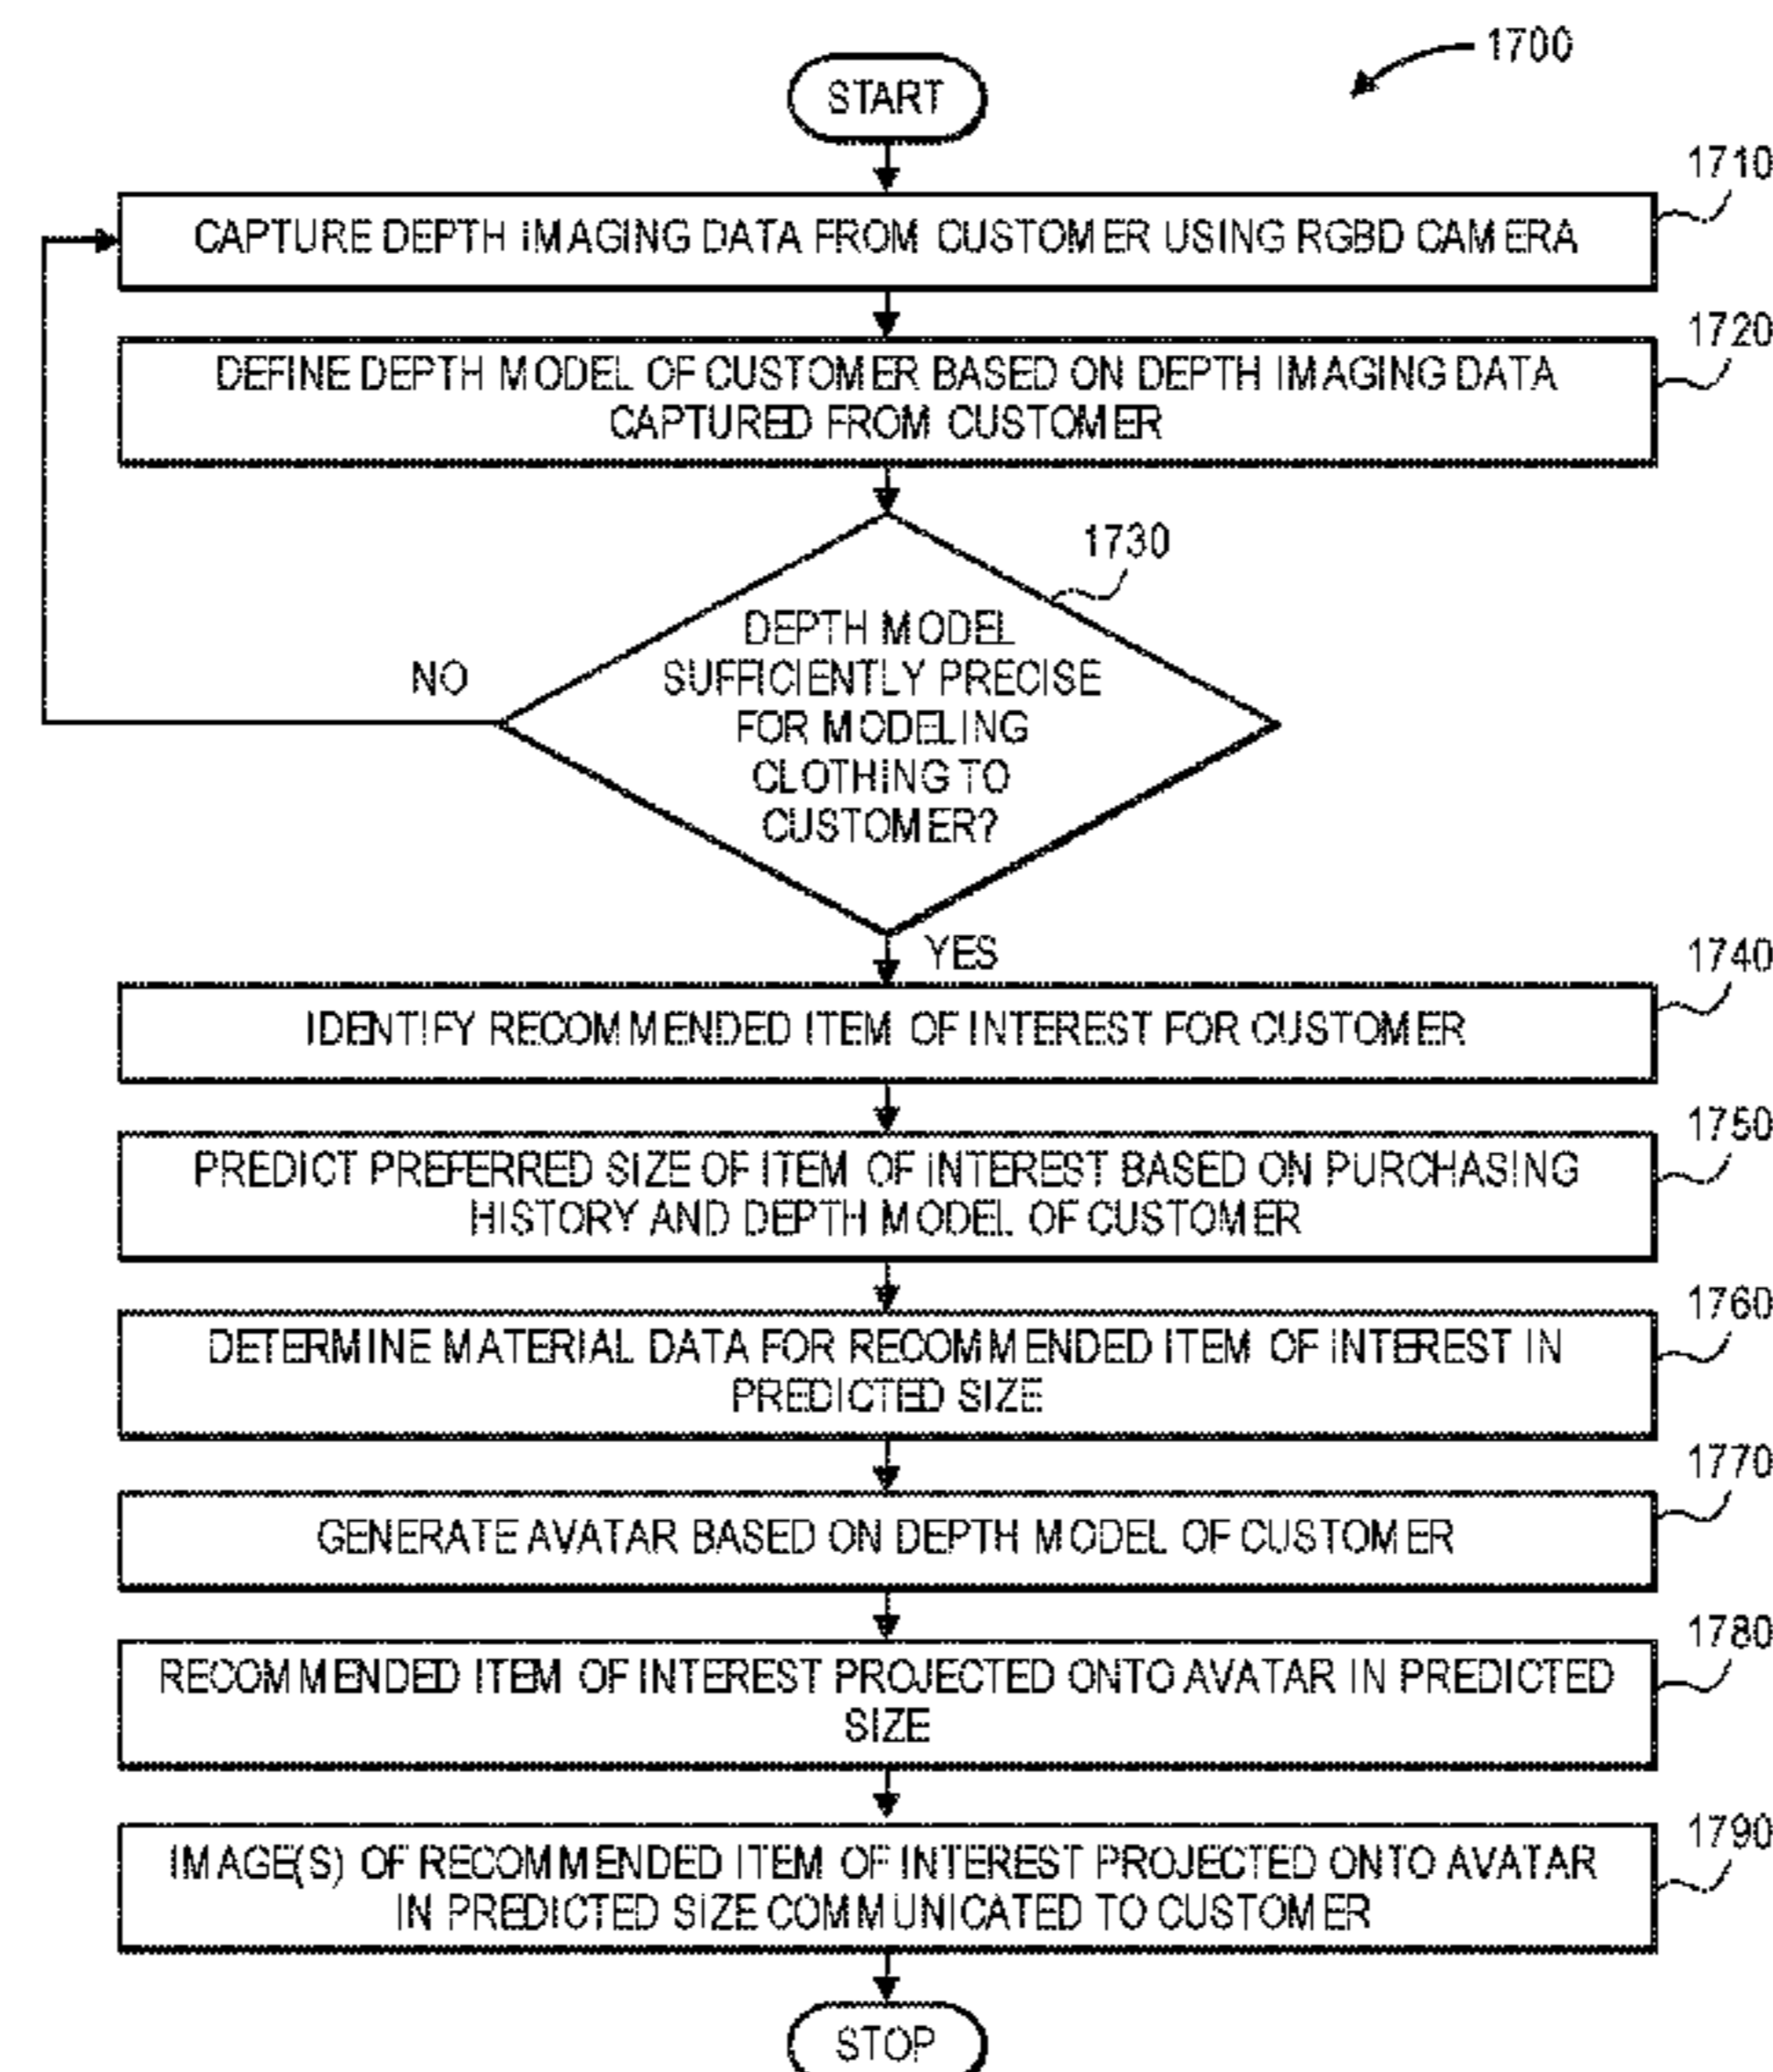 1700
START
1710
CAPTURE DEPTH IMAGING DATA FROM CUSTOMER USING RGBD CAMERA
1720
DEFINE DEPTH MODEL OF CUSTOMER BASED ON DEPTH IMAGING DATA
CAPTURED FROM CUSTOMER
1730
DEPTH MODEL
SUFFICIENTLY PRECISE
FOR MODELING
CLOTHING TO
CUSTOMER?
NO
YES
1740
IDENTIFY RECOMMENDED ITEM OF INTEREST FOR CUSTOMER
1750
PREDICT PREFERRED SIZE OF ITEM OF INTEREST BASED ON PURCHASING
HISTORY AND DEPTH MODEL OF CUSTOMER
1760
DETERMINE MATERIAL DATA FOR RECOMMENDED ITEM OF INTEREST IN
PREDICTED SIZE
1770
GENERATE AVATAR BASED ON DEPTH MODEL OF CUSTOMER
1780
RECOMMENDED ITEM OF INTEREST PROJECTED ONTO AVATAR IN PREDICTED
SIZE
1790
IMAGE(S) OF RECOMMENDED ITEM OF INTEREST PROJECTED ONTO AVATAR
IN PREDICTED SIZE COMMUNICATED TO CUSTOMER
STOP